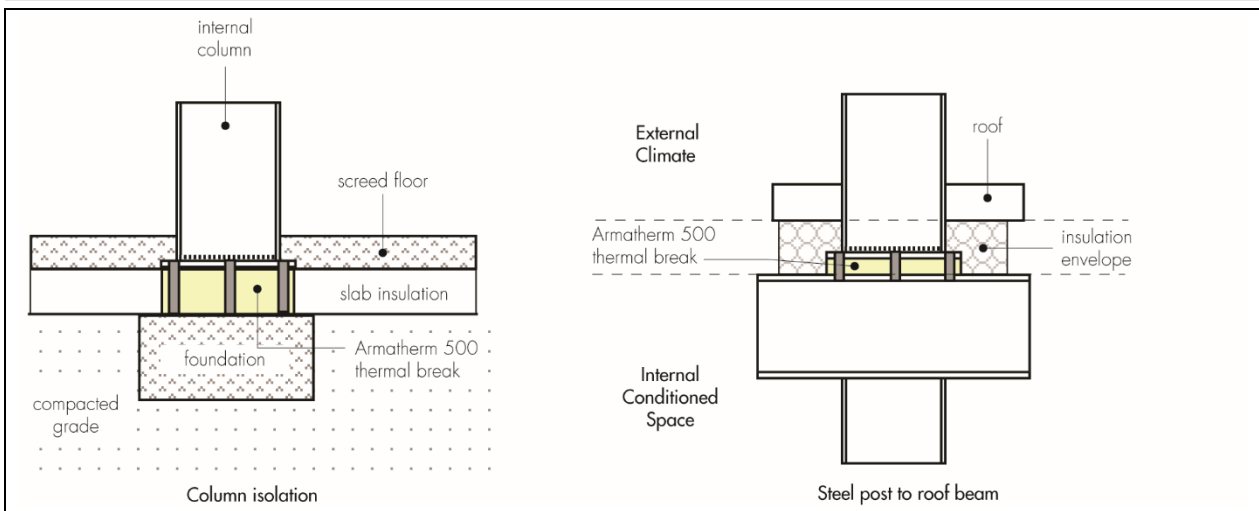 internal
column
screed floor
slab insulation
foundation
Armatherm 500
thermal break
compacted
grade
Column isolation
External
Climate
roof
Armatherm 500
thermal break
insulation
envelope
Internal
Conditioned
Space
Steel post to roof beam